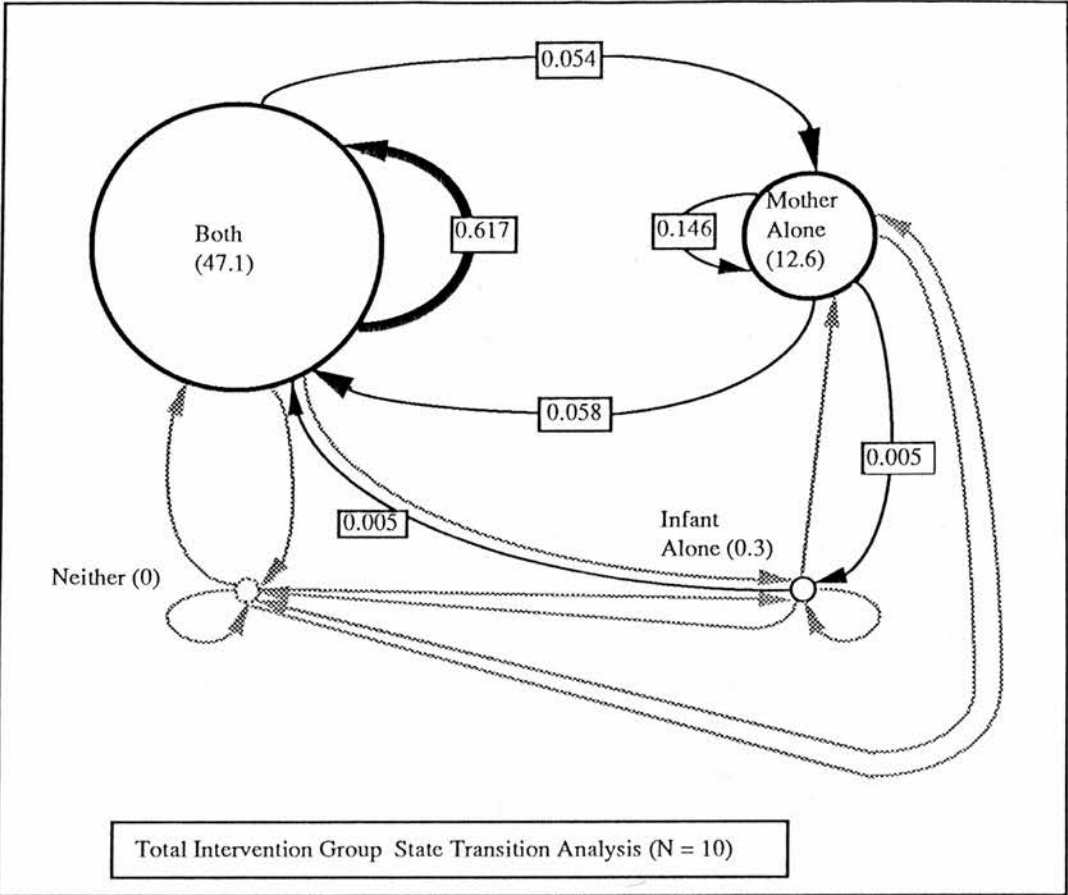 0.054
Mother
Alone
(12.6)
Both
(47.1)
0.617
0.146
0.058
0.005
0.005
Infant
Alone (0.3)
Neither (0)
Total Intervention Group State Transition Analysis (N = 10)